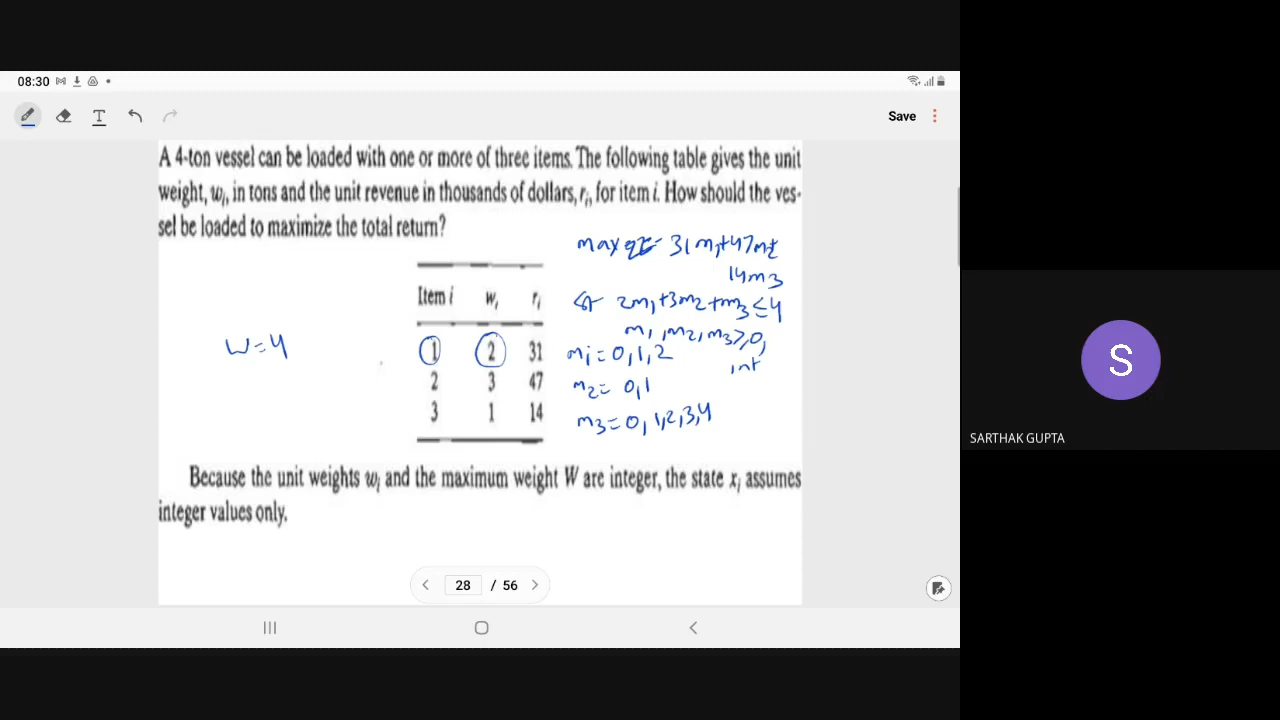 08:30
Save
A 4-ton vessel can be loaded with one or more of three items. The following table gives the unit
weight, wi, in tons and the unit revenue in thousands of dollars, ri, for item i. How should the ves-
sel be loaded to maximize the total return?
max z= 31m1+47m2+
14m3
Item i wi ri
St 2m1+3m2+m3≤4
m1,m2,m3≥0,
int
W=4
1 2 31
m1=0,1,2
2 3 47
m2= 0,1
3 1 14
m3=0,1,2,3,4
Because the unit weights wi and the maximum weight W are integer, the state xi assumes
integer values only.
28 / 56
S
SARTHAK GUPTA